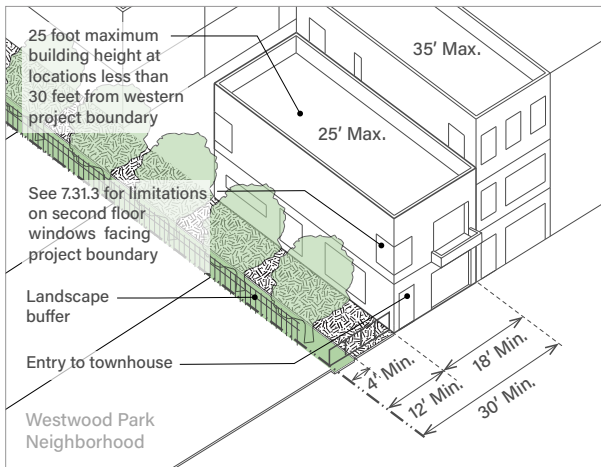 25 foot maximum
building height at
locations less than
30 feet from western
project boundary
35′ Max.
25′ Max.
See 7.31.3 for limitations
on second floor
windows facing
project boundary
Landscape
buffer
Entry to townhouse
4′ Min.
12′ Min.
18′ Min.
30′ Min.
Westwood Park
Neighborhood